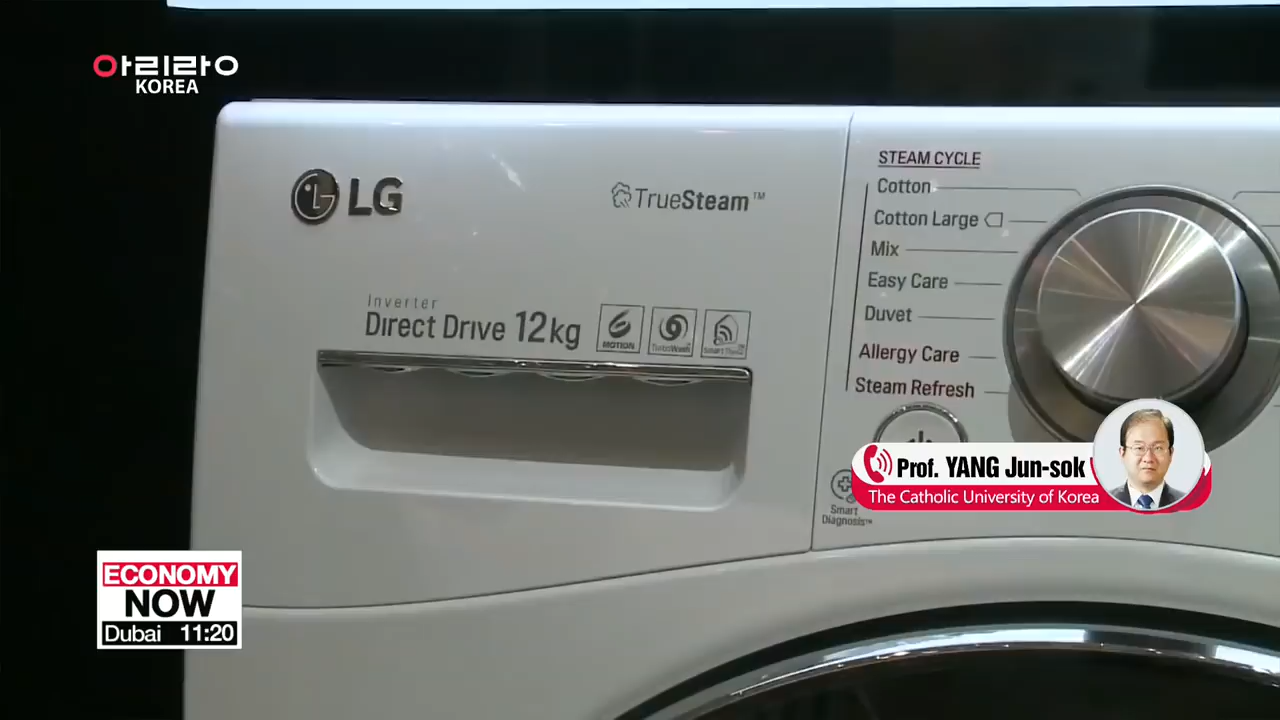 아리랑
KOREA
LG
TrueSteam™
Inverter
Direct Drive 12kg
6 MOTION
TurboWash
STEAM CYCLE
Cotton
Cotton Large
Mix
Easy Care
Duvet
Allergy Care
Steam Refresh
Smart
Diagnosis™
Prof. YANG Jun-sok
The Catholic University of Korea
ECONOMY
NOW
Dubai 11:20